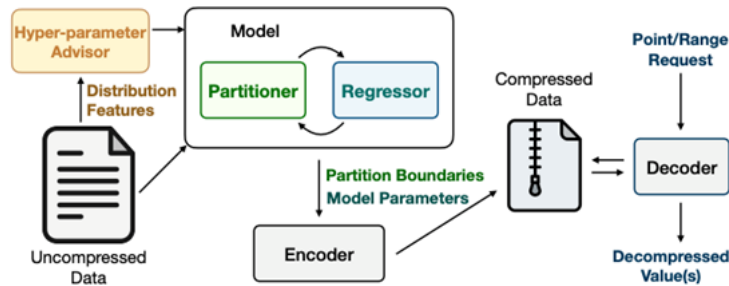 Hyper-parameter
Advisor
Distribution
Features
Uncompressed
Data
Model
Partitioner
Regressor
Partition Boundaries
Model Parameters
Encoder
Compressed
Data
Point/Range
Request
Decoder
Decompressed
Value(s)